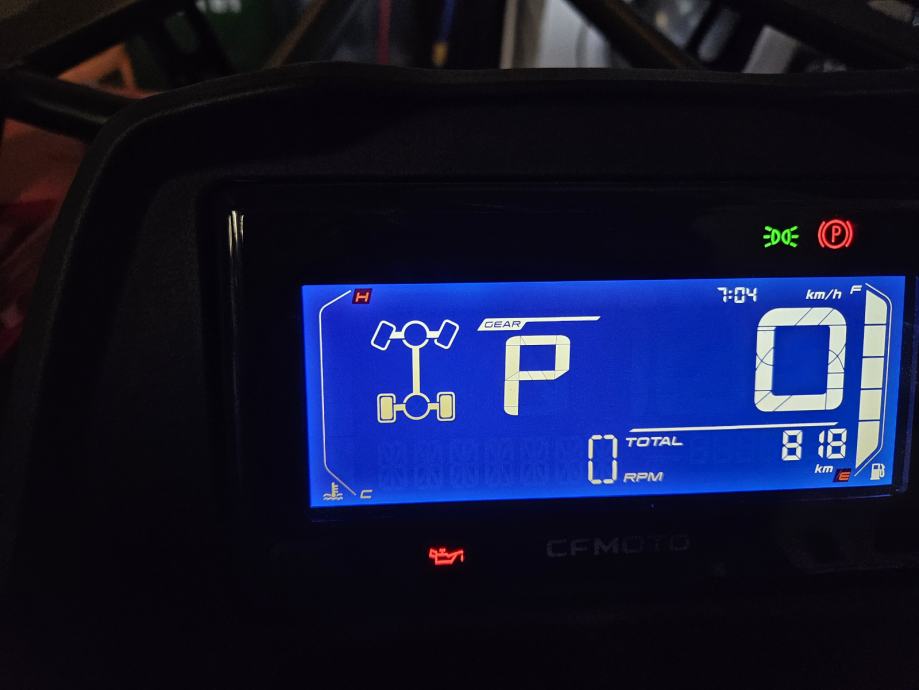 P
H
7:04
km/h
F
GEAR
P
0
TOTAL
818
0
RPM
km
E
C
CFMOTO